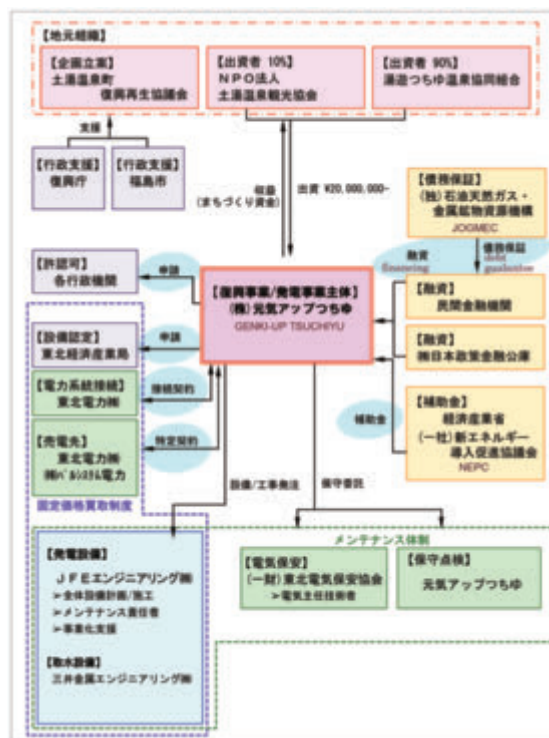 【地元組織】
【企画立案】
土湯温泉町
復興再生協議会
【出資者 10%】
NPO法人
土湯温泉観光協会
【出資者 90%】
湯遊つちゆ温泉協同組合
支援
【行政支援】
復興庁
【行政支援】
福島市
収益
(まちづくり資金)
出資 ¥20,000,000-
【債務保証】
(独)石油天然ガス・
金属鉱物資源機構
JOGMEC
融資
financing
債務保証
debt
guarantee
【許認可】
各行政機関
申請
【復興事業/発電事業主体】
(株)元気アップつちゆ
GENKI-UP TSUCHIYU
【融資】
民間金融機関
【設備認定】
東北経済産業局
申請
【融資】
㈱日本政策金融公庫
【電力系統接続】
東北電力㈱
接続契約
【補助金】
経済産業省
(一社)新エネルギー
導入促進協議会
NEPC
補助金
【売電先】
東北電力㈱
㈱パルシステム電力
特定契約
固定価格買取制度
設備/工事発注
保守委託
メンテナンス体制
【発電設備】
JFEエンジニアリング㈱
➢全体設備計画/施工
➢メンテナンス責任者
➢事業化支援
【取水設備】
三井金属エンジニアリング㈱
【電気保安】
(一財)東北電気保安協会
➢電気主任技術者
【保守点検】
元気アップつちゆ